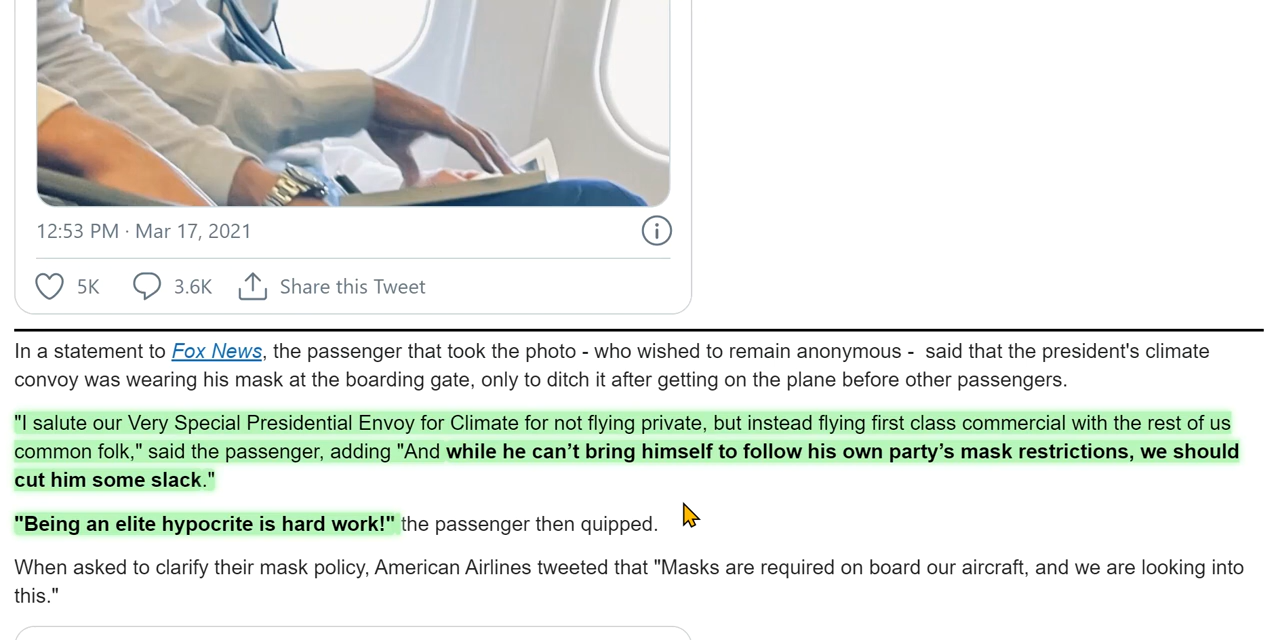 12:53 PM · Mar 17, 2021
5K 3.6K Share this Tweet
In a statement to Fox News, the passenger that took the photo - who wished to remain anonymous -  said that the president's climate
convoy was wearing his mask at the boarding gate, only to ditch it after getting on the plane before other passengers.
"I salute our Very Special Presidential Envoy for Climate for not flying private, but instead flying first class commercial with the rest of us
common folk," said the passenger, adding "And while he can’t bring himself to follow his own party’s mask restrictions, we should
cut him some slack."
"Being an elite hypocrite is hard work!" the passenger then quipped.
When asked to clarify their mask policy, American Airlines tweeted that "Masks are required on board our aircraft, and we are looking into
this."